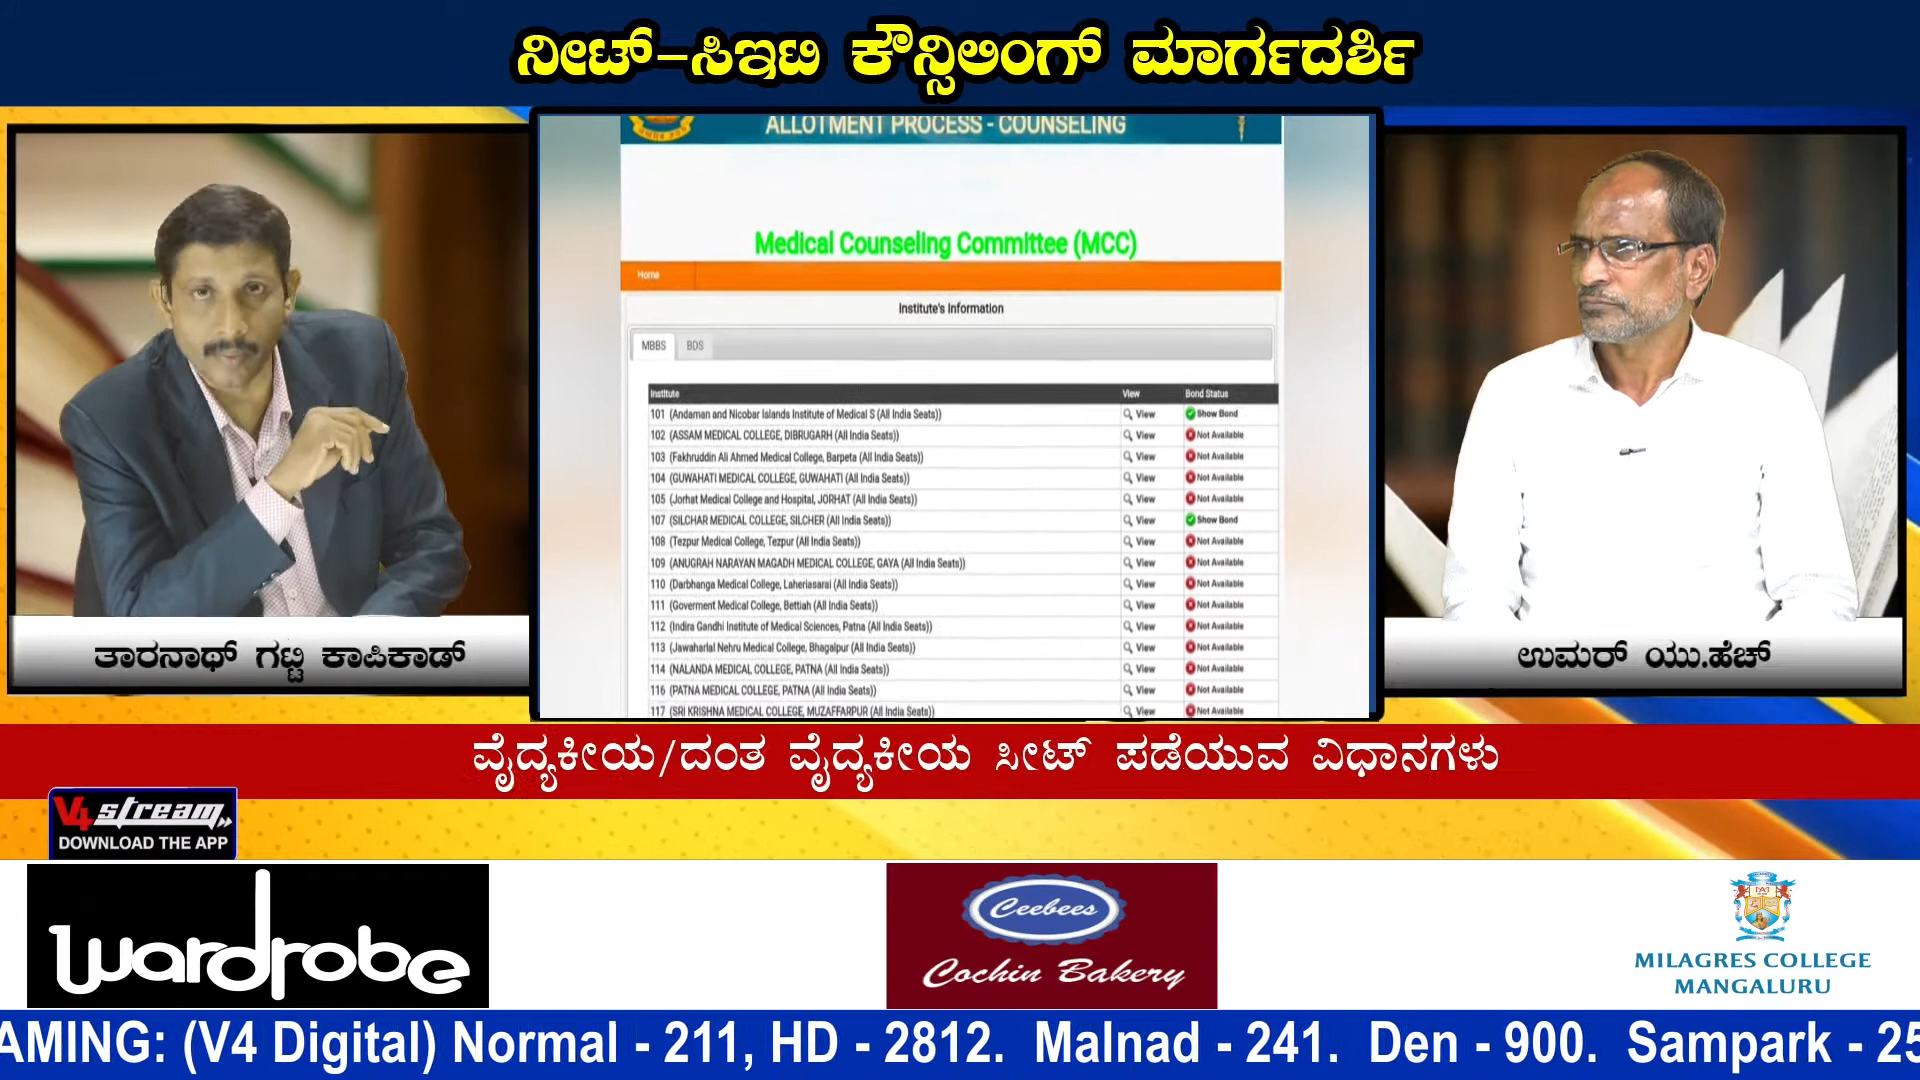 ನೀಟ್-ಸಿಇಟಿ ಕೌನ್ಸಿಲಿಂಗ್ ಮಾರ್ಗದರ್ಶಿ
ALLOTMENT PROCESS - COUNSELING
Medical Counseling Committee (MCC)
Home
Institute's Information
MBBS BDS
Institute View Bond Status
101 (Andaman and Nicobar Islands Institute of Medical S (All India Seats)) View Show Bond
102 (ASSAM MEDICAL COLLEGE, DIBRUGARH (All India Seats)) View Not Available
103 (Fakhruddin Ali Ahmed Medical College, Barpeta (All India Seats)) View Not Available
104 (GUWAHATI MEDICAL COLLEGE, GUWAHATI (All India Seats)) View Not Available
105 (Jorhat Medical College and Hospital, JORHAT (All India Seats)) View Not Available
107 (SILCHAR MEDICAL COLLEGE, SILCHER (All India Seats)) View Show Bond
108 (Tezpur Medical College, Tezpur (All India Seats)) View Not Available
109 (ANUGRAH NARAYAN MAGADH MEDICAL COLLEGE, GAYA (All India Seats)) View Not Available
110 (Darbhanga Medical College, Laheriasarai (All India Seats)) View Not Available
111 (Goverment Medical College, Bettiah (All India Seats)) View Not Available
112 (Indira Gandhi Institute of Medical Sciences, Patna (All India Seats)) View Not Available
113 (Jawaharlal Nehru Medical College, Bhagalpur (All India Seats)) View Not Available
114 (NALANDA MEDICAL COLLEGE, PATNA (All India Seats)) View Not Available
116 (PATNA MEDICAL COLLEGE, PATNA (All India Seats)) View Not Available
117 (SRI KRISHNA MEDICAL COLLEGE, MUZAFFARPUR (All India Seats)) View Not Available
ತಾರನಾಥ್ ಗಟ್ಟಿ ಕಾಪಿಕಾಡ್
ಉಮರ್ ಯು.ಹೆಚ್
ವೈದ್ಯಕೀಯ/ದಂತ ವೈದ್ಯಕೀಯ ಸೀಟ್ ಪಡೆಯುವ ವಿಧಾನಗಳು
V4 stream
DOWNLOAD THE APP
wardrobe
Ceebees
Cochin Bakery
MILAGRES COLLEGE
MANGALURU
AMING: (V4 Digital) Normal - 211, HD - 2812. Malnad - 241. Den - 900. Sampark - 25